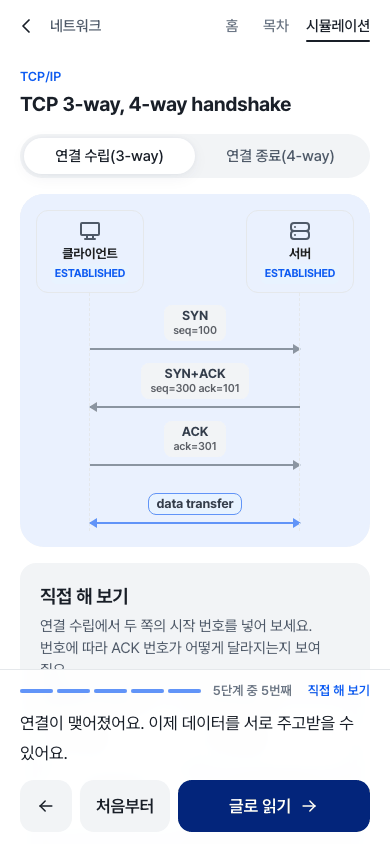 네트워크
홈
목차
시뮬레이션
TCP/IP
TCP 3-way, 4-way handshake
연결 수립(3-way)
연결 종료(4-way)
클라이언트
ESTABLISHED
서버
ESTABLISHED
SYN
seq=100
SYN+ACK
seq=300 ack=101
ACK
ack=301
data transfer
직접 해 보기
연결 수립에서 두 쪽의 시작 번호를 넣어 보세요.
번호에 따라 ACK 번호가 어떻게 달라지는지 보여
5단계 중 5번째
직접 해 보기
연결이 맺어졌어요. 이제 데이터를 서로 주고받을 수
있어요.
처음부터
글로 읽기